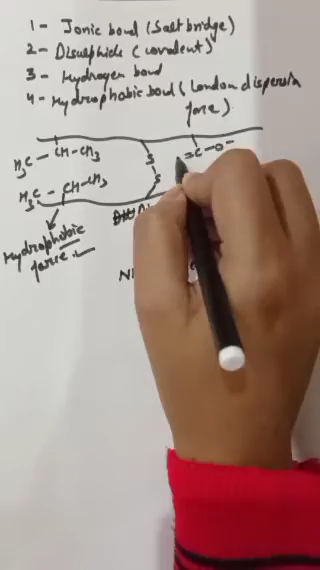 1 - Ionic bond (Salt bridge)
2 - Disulphide (covalent)
3 - Hydrogen bond
4 - Hydrophobic bond (London dispersion
force)
H3C - CH - CH3
S
S
=C - O-
H3C - CH - CH3
Hydrophobic
force